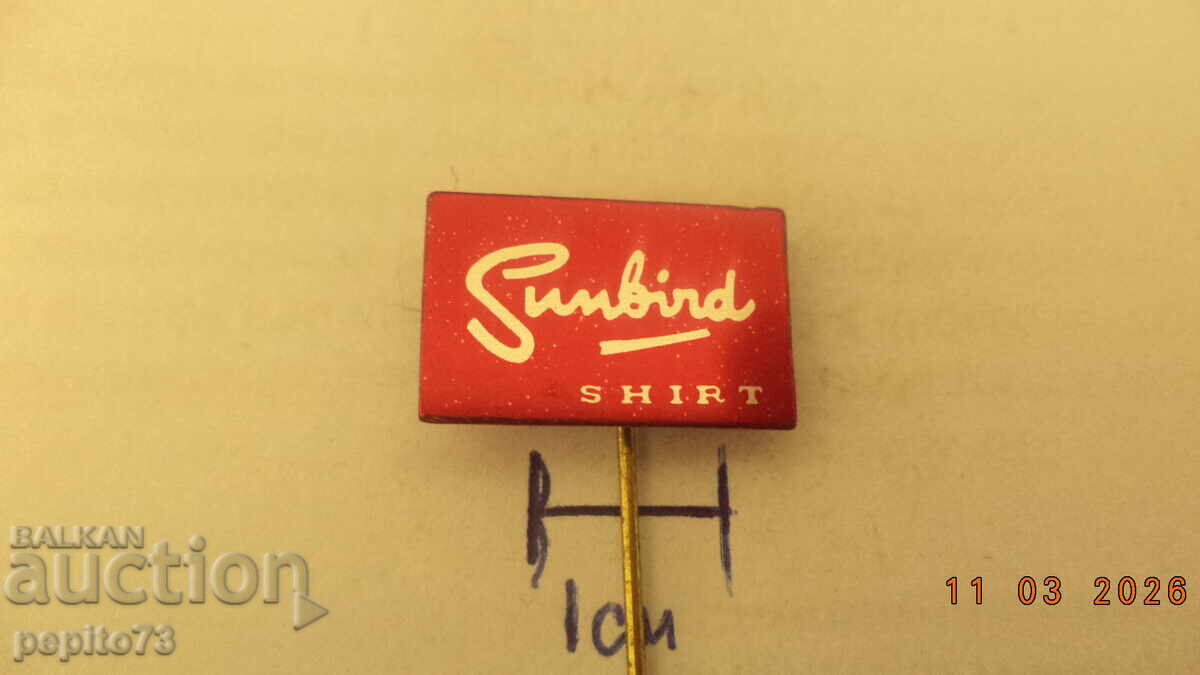 Sunbird
SHIRT
1см
11 03 2026
BALKAN
auction
pepito73